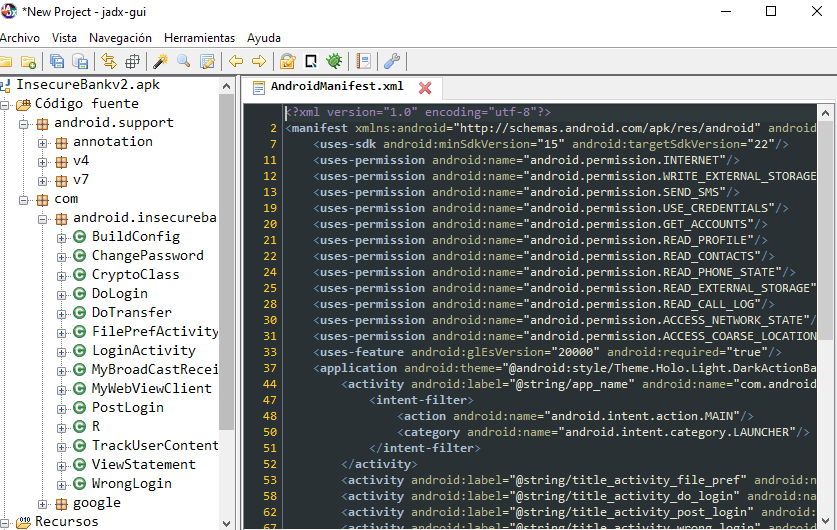 *New Project - jadx-gui
Archivo Vista Navegación Herramientas Ayuda
InsecureBankv2.apk
Código fuente
android.support
annotation
v4
v7
com
android.insecureba
BuildConfig
ChangePassword
CryptoClass
DoLogin
DoTransfer
FilePrefActivity
LoginActivity
MyBroadCastRecei
MyWebViewClient
PostLogin
R
TrackUserContent
ViewStatement
WrongLogin
google
Recursos
AndroidManifest.xml
<?xml version="1.0" encoding="utf-8"?>
2 <manifest xmlns:android="http://schemas.android.com/apk/res/android" android
7 <uses-sdk android:minSdkVersion="15" android:targetSdkVersion="22"/>
11 <uses-permission android:name="android.permission.INTERNET"/>
12 <uses-permission android:name="android.permission.WRITE_EXTERNAL_STORAGE
13 <uses-permission android:name="android.permission.SEND_SMS"/>
19 <uses-permission android:name="android.permission.USE_CREDENTIALS"/>
20 <uses-permission android:name="android.permission.GET_ACCOUNTS"/>
21 <uses-permission android:name="android.permission.READ_PROFILE"/>
22 <uses-permission android:name="android.permission.READ_CONTACTS"/>
24 <uses-permission android:name="android.permission.READ_PHONE_STATE"/>
25 <uses-permission android:name="android.permission.READ_EXTERNAL_STORAGE"
28 <uses-permission android:name="android.permission.READ_CALL_LOG"/>
30 <uses-permission android:name="android.permission.ACCESS_NETWORK_STATE"/
31 <uses-permission android:name="android.permission.ACCESS_COARSE_LOCATION
33 <uses-feature android:glEsVersion="20000" android:required="true"/>
37 <application android:theme="@android:style/Theme.Holo.Light.DarkActionBa
44 <activity android:label="@string/app_name" android:name="com.android
47 <intent-filter>
48 <action android:name="android.intent.action.MAIN"/>
50 <category android:name="android.intent.category.LAUNCHER"/>
51 </intent-filter>
52 </activity>
53 <activity android:label="@string/title_activity_file_pref" android:n
58 <activity android:label="@string/title_activity_do_login" android:na
62 <activity android:label="@string/title_activity_post_login" android:
67 <activity android:label="@string/title_activity_wrong_login" android